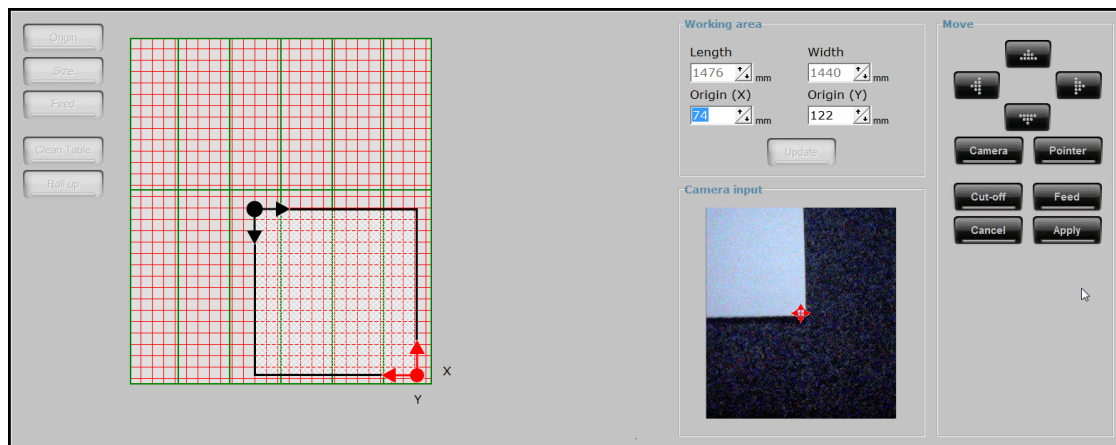 Origin
Size
Feed
Clean Table
Roll up
X
Y
Working area
Length
Width
1476 mm
1440 mm
Origin (X)
Origin (Y)
74 mm
122 mm
Update
Camera input
Move
Camera
Pointer
Cut-off
Feed
Cancel
Apply